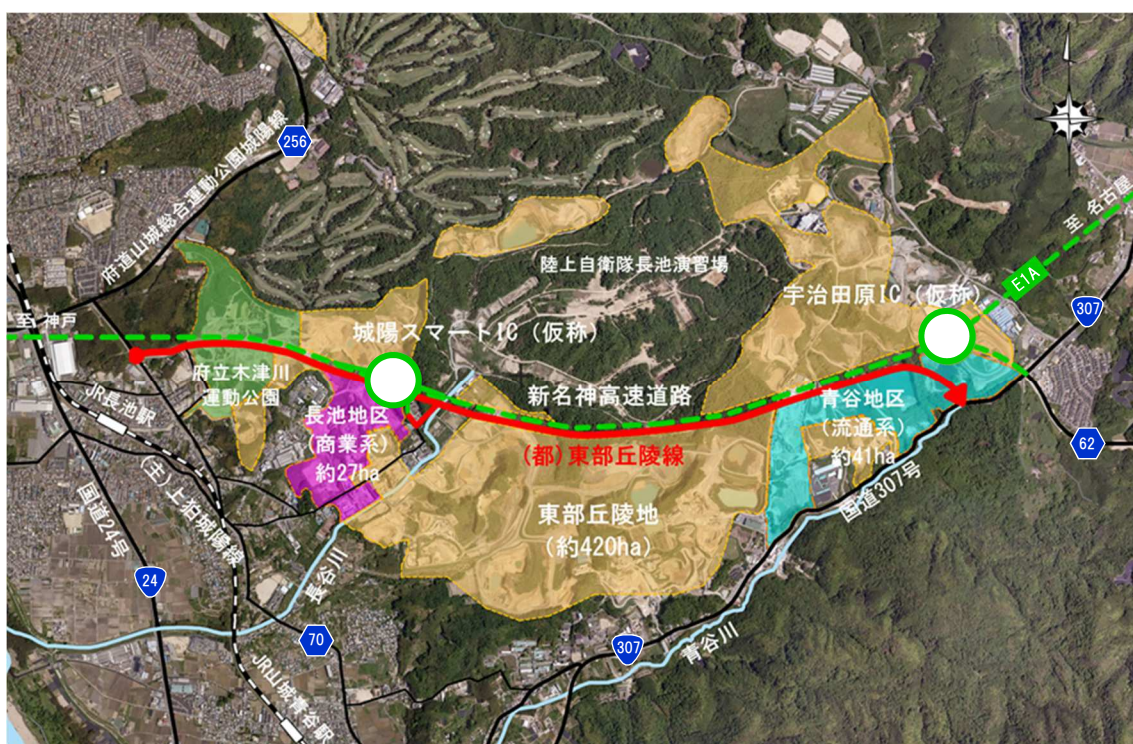 256
府道山城総合運動公園城陽線
至 名古屋
陸上自衛隊長池演習場
E1A
宇治田原IC(仮称)
307
至 神戸
城陽スマートIC(仮称)
府立木津川
運動公園
新名神高速道路
JR長池駅
長池地区
(商業系)
約27ha
青谷地区
(流通系)
約41ha
(都)東部丘陵線
62
(主)上狛城陽線
国道24号
国道307号
東部丘陵地
(約420ha)
長谷川
24
70
307
青谷川
JR山城青谷駅